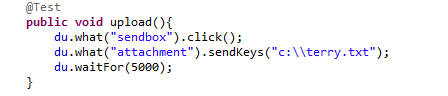 @Test
public void upload(){
du.what("sendbox").click();
du.what("attachment").sendKeys("c:\\terry.txt");
du.waitFor(5000);
}